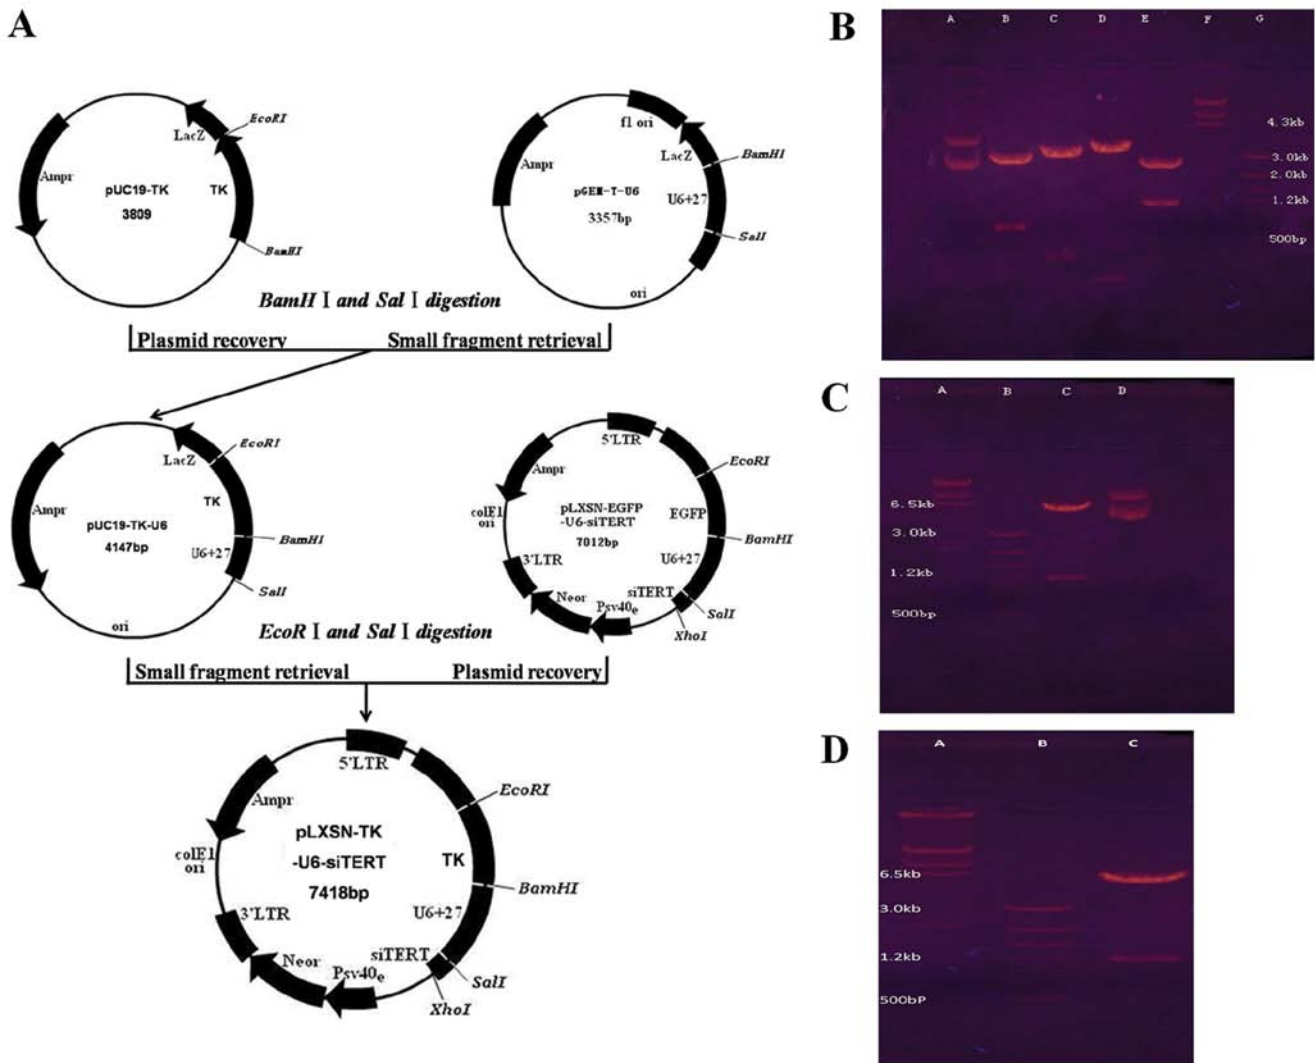 A
LacZ
EcoRI
Ampr
pUC19-TK
TK
3809
BamHI
f1 ori
Ampr
LacZ
BamHI
pGEM-T-U6
U6+27
3357bp
SalI
ori
BamH I and Sal I digestion
Plasmid recovery
Small fragment retrieval
LacZ
EcoRI
Ampr
TK
pUC19-TK-U6
4147bp
BamHI
U6+27
SalI
ori
5'LTR
Ampr
EcoRI
colE1
ori
pLXSN-EGFP
-U6-siTERT
7012bp
EGFP
BamHI
3'LTR
U6+27
siTERT
Neor
Psv40e
SalI
XhoI
EcoR I and Sal I digestion
Small fragment retrieval
Plasmid recovery
5'LTR
EcoRI
Ampr
colE1
ori
pLXSN-TK
-U6-siTERT
7418bp
TK
BamHI
3'LTR
U6+27
siTERT
Neor
Psv40e
SalI
XhoI
B
A B C D E F G
4.3kb
3.0kb
2.0kb
1.2kb
500bp
C
A B C D
6.5kb
3.0kb
1.2kb
500bp
D
A B C
6.5kb
3.0kb
1.2kb
500bP